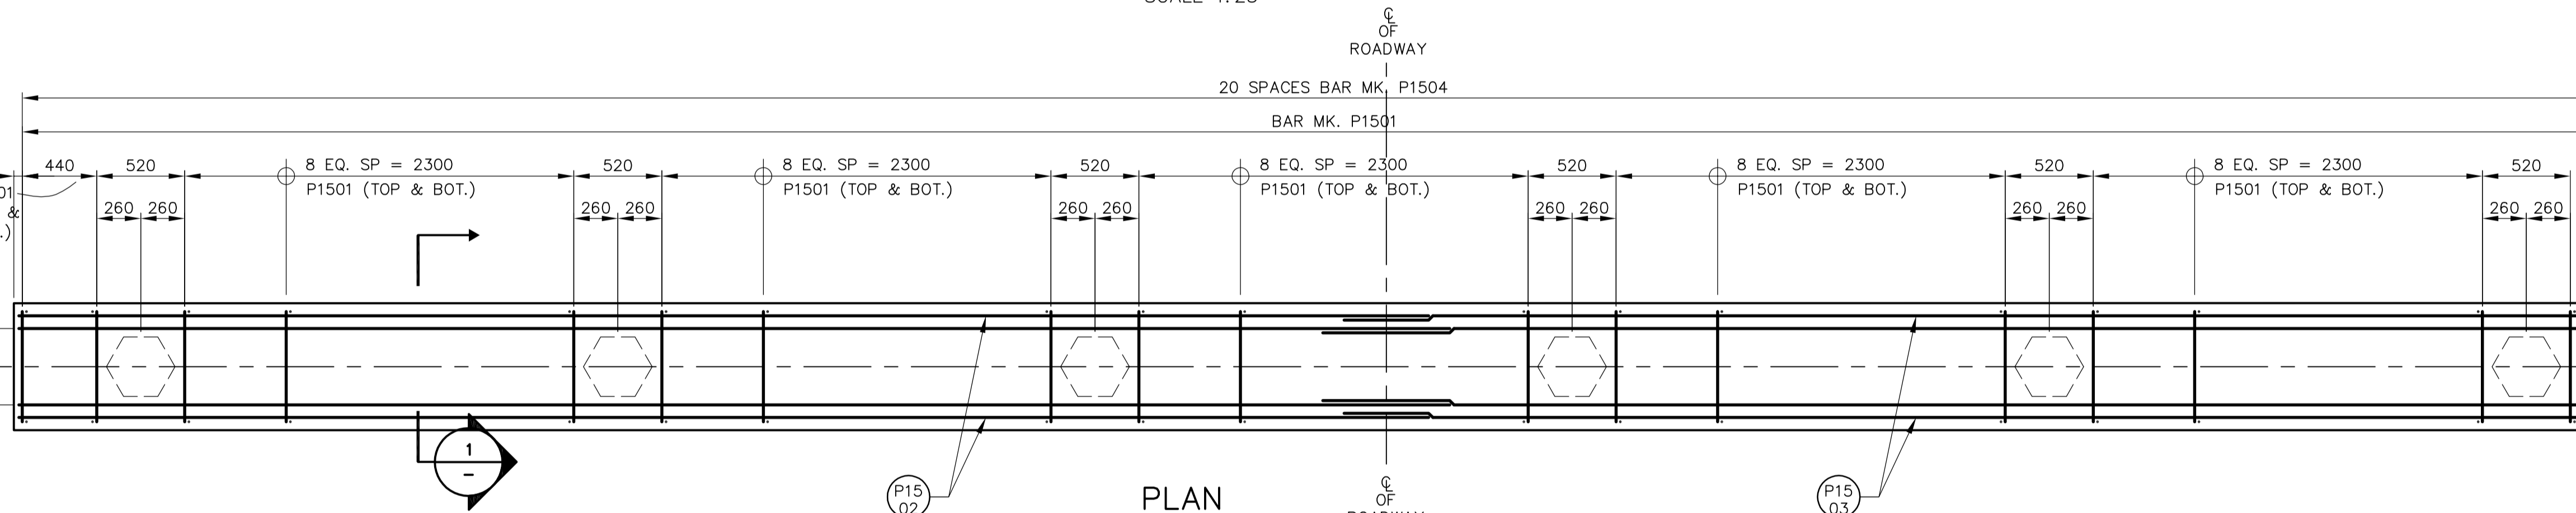 ℄
OF
ROADWAY
20 SPACES BAR MK. P1504
BAR MK. P1501
440 520 8 EQ. SP = 2300 520 8 EQ. SP = 2300 520 8 EQ. SP = 2300 520 8 EQ. SP = 2300 520 8 EQ. SP = 2300 520
P1501 (TOP & BOT.) P1501 (TOP & BOT.) P1501 (TOP & BOT.) P1501 (TOP & BOT.) P1501 (TOP & BOT.)
&
.)
260 260 260 260 260 260 260 260 260 260 260 260
1
–
P15
02
PLAN
℄
OF
P15
03